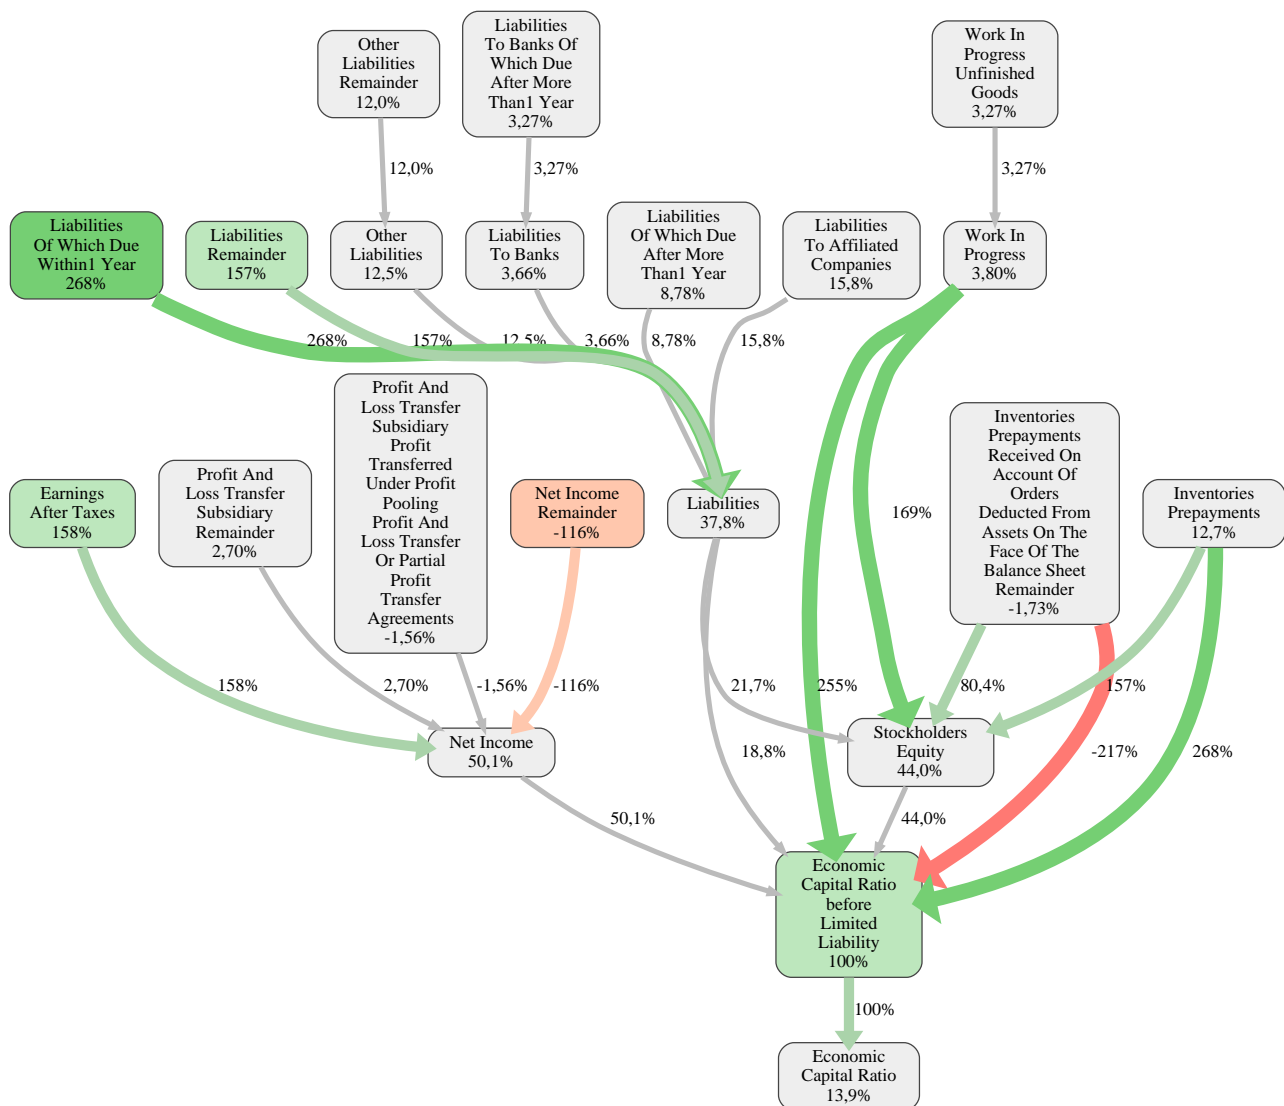 Other
Liabilities
Remainder
12,0%
Liabilities
To Banks Of
Which Due
After More
Than1 Year
3,27%
Work In
Progress
Unfinished
Goods
3,27%
12,0%
3,27%
3,27%
Liabilities
Of Which Due
Within1 Year
268%
Liabilities
Remainder
157%
Other
Liabilities
12,5%
Liabilities
To Banks
3,66%
Liabilities
Of Which Due
After More
Than1 Year
8,78%
Liabilities
To Affiliated
Companies
15,8%
Work In
Progress
3,80%
268%
157%
12,5%
3,66%
8,78%
15,8%
Earnings
After Taxes
158%
Profit And
Loss Transfer
Subsidiary
Remainder
2,70%
Profit And
Loss Transfer
Subsidiary
Profit
Transferred
Under Profit
Pooling
Profit And
Loss Transfer
Or Partial
Profit
Transfer
Agreements
-1,56%
Net Income
Remainder
-116%
Liabilities
37,8%
169%
Inventories
Prepayments
Received On
Account Of
Orders
Deducted From
Assets On The
Face Of The
Balance Sheet
Remainder
-1,73%
Inventories
Prepayments
12,7%
158%
2,70%
-1,56%
-116%
21,7%
255%
80,4%
157%
Net Income
50,1%
18,8%
Stockholders
Equity
44,0%
-217%
268%
50,1%
44,0%
Economic
Capital Ratio
before
Limited
Liability
100%
100%
Economic
Capital Ratio
13,9%